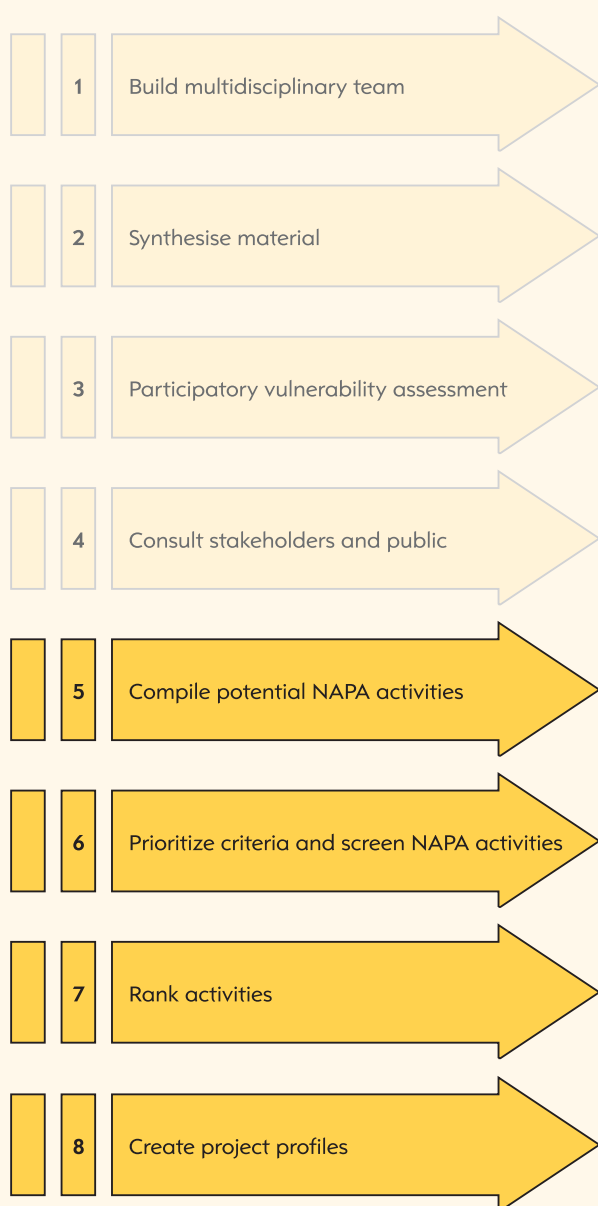 1 Build multidisciplinary team
2 Synthesise material
3 Participatory vulnerability assessment
4 Consult stakeholders and public
5 Compile potential NAPA activities
6 Prioritize criteria and screen NAPA activities
7 Rank activities
8 Create project profiles